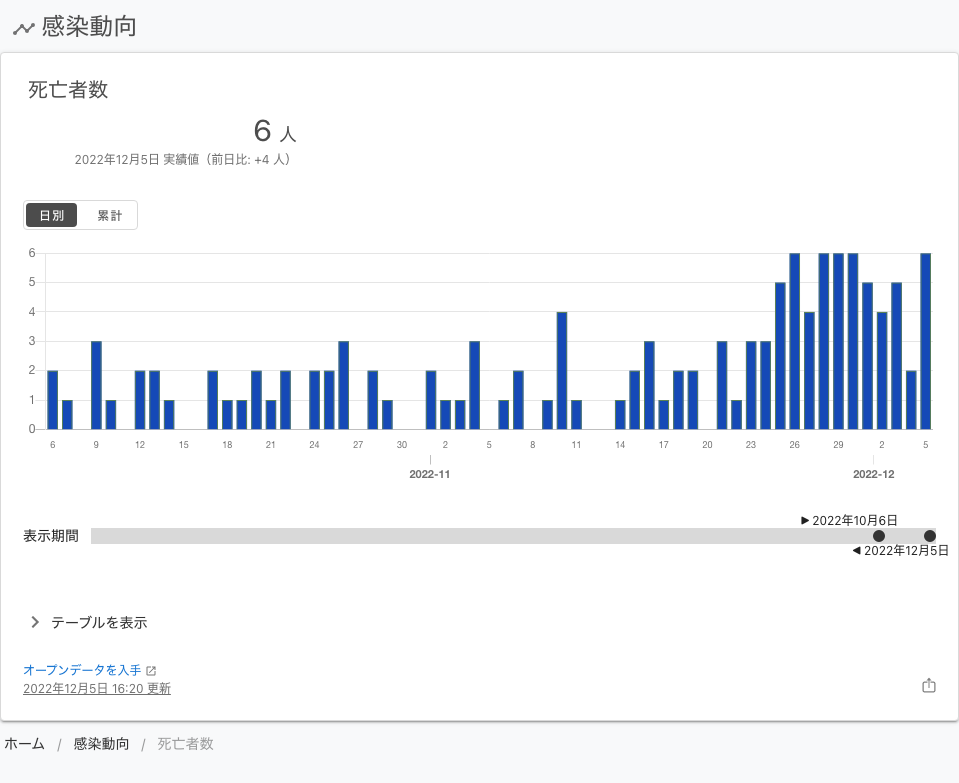 感染動向
死亡者数
6 人
2022年12月5日 実績値（前日比: +4 人）
日別 累計
6
5
4
3
2
1
0
6 9 12 15 18 21 24 27 30 2 5 8 11 14 17 20 23 26 29 2 5
2022-11 2022-12
2022年10月6日
表示期間
2022年12月5日
テーブルを表示
オープンデータを入手
2022年12月5日 16:20 更新
ホーム / 感染動向 / 死亡者数